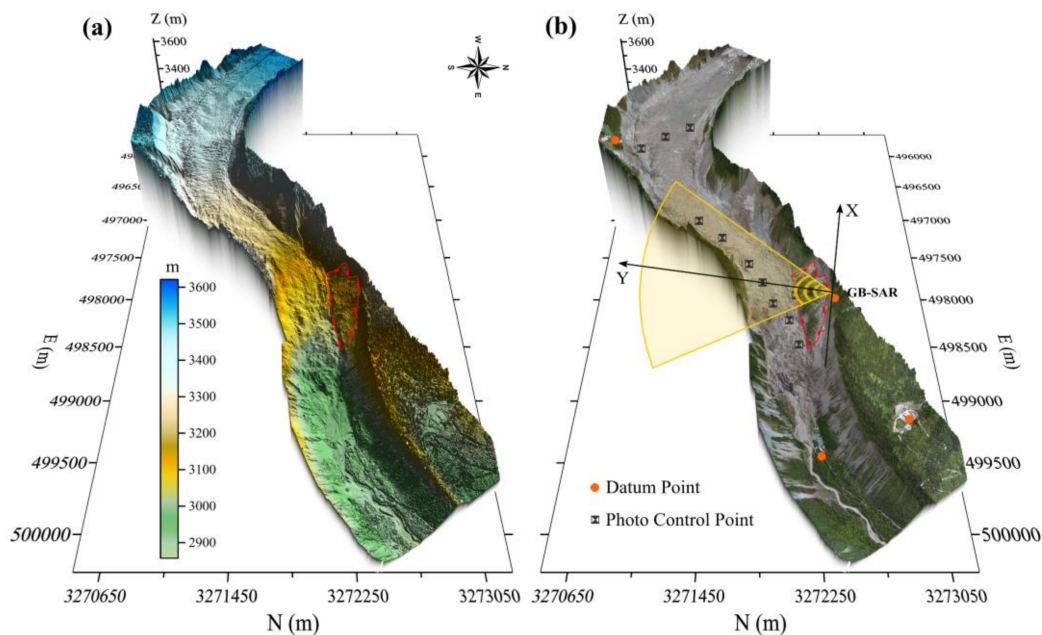 (a)
Z (m)
3600
3400
W
S
N
E
496500
497000
497500
498000
498500
499000
499500
500000
E (m)
m
3600
3500
3400
3300
3200
3100
3000
2900
3270650
3271450
3272250
3273050
N (m)
(b)
Z (m)
3600
3400
496000
496500
497000
497500
498000
498500
499000
499500
500000
E (m)
X
Y
GB-SAR
Datum Point
Photo Control Point
3270650
3271450
3272250
3273050
N (m)